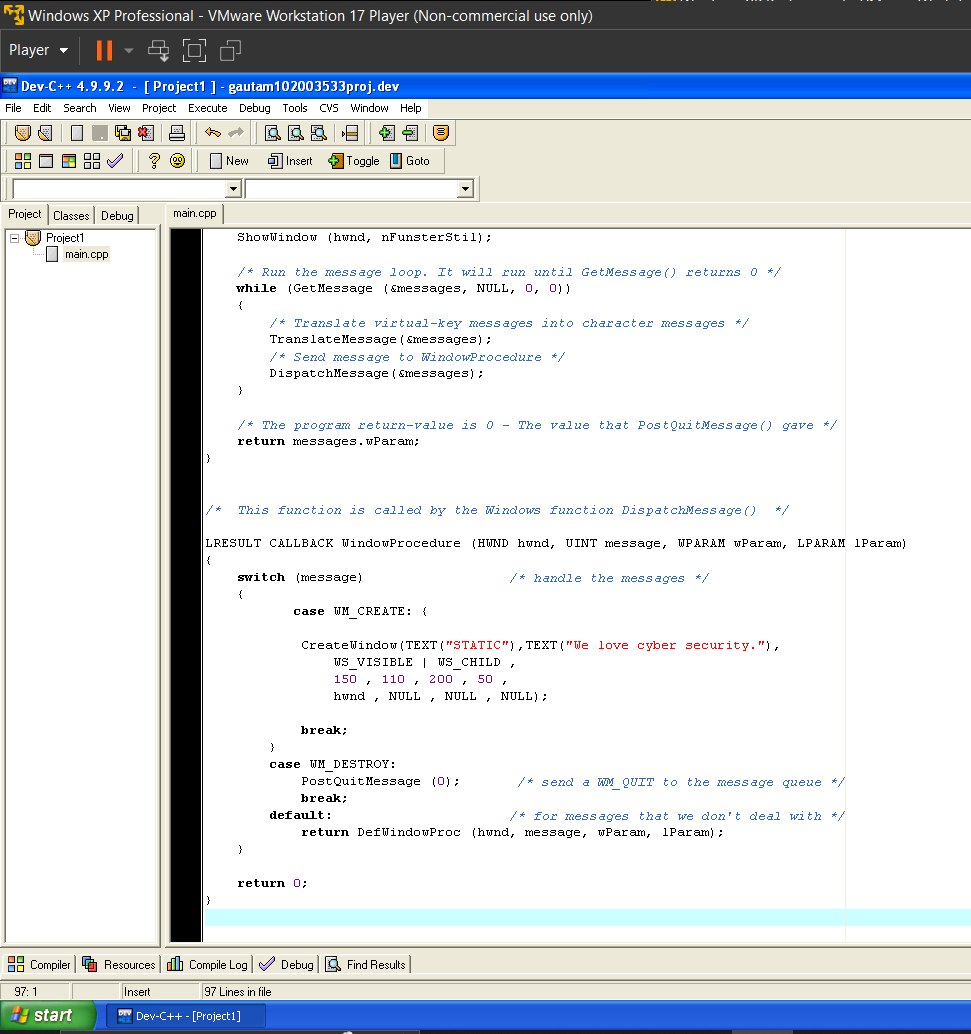 Windows XP Professional - VMware Workstation 17 Player (Non-commercial use only)
Player
Dev-C++ 4.9.9.2 - [ Project1 ] - gautam102003533proj.dev
File Edit Search View Project Execute Debug Tools CVS Window Help
New Insert Toggle Goto
Project Classes Debug
main.cpp
Project1
main.cpp
ShowWindow (hwnd, nFunsterStil);
/* Run the message loop. It will run until GetMessage() returns 0 */
while (GetMessage (&messages, NULL, 0, 0))
{
/* Translate virtual-key messages into character messages */
TranslateMessage(&messages);
/* Send message to WindowProcedure */
DispatchMessage(&messages);
}
/* The program return-value is 0 - The value that PostQuitMessage() gave */
return messages.wParam;
}
/* This function is called by the Windows function DispatchMessage() */
LRESULT CALLBACK WindowProcedure (HWND hwnd, UINT message, WPARAM wParam, LPARAM lParam)
{
switch (message) /* handle the messages */
{
case WM_CREATE: {
CreateWindow(TEXT("STATIC"),TEXT("We love cyber security."),
WS_VISIBLE | WS_CHILD ,
150 , 110 , 200 , 50 ,
hwnd , NULL , NULL , NULL);
break;
}
case WM_DESTROY:
PostQuitMessage (0); /* send a WM_QUIT to the message queue */
break;
default: /* for messages that we don't deal with */
return DefWindowProc (hwnd, message, wParam, lParam);
}
return 0;
}
Compiler Resources Compile Log Debug Find Results
97: 1 Insert 97 Lines in file
start Dev-C++ - [Project1]